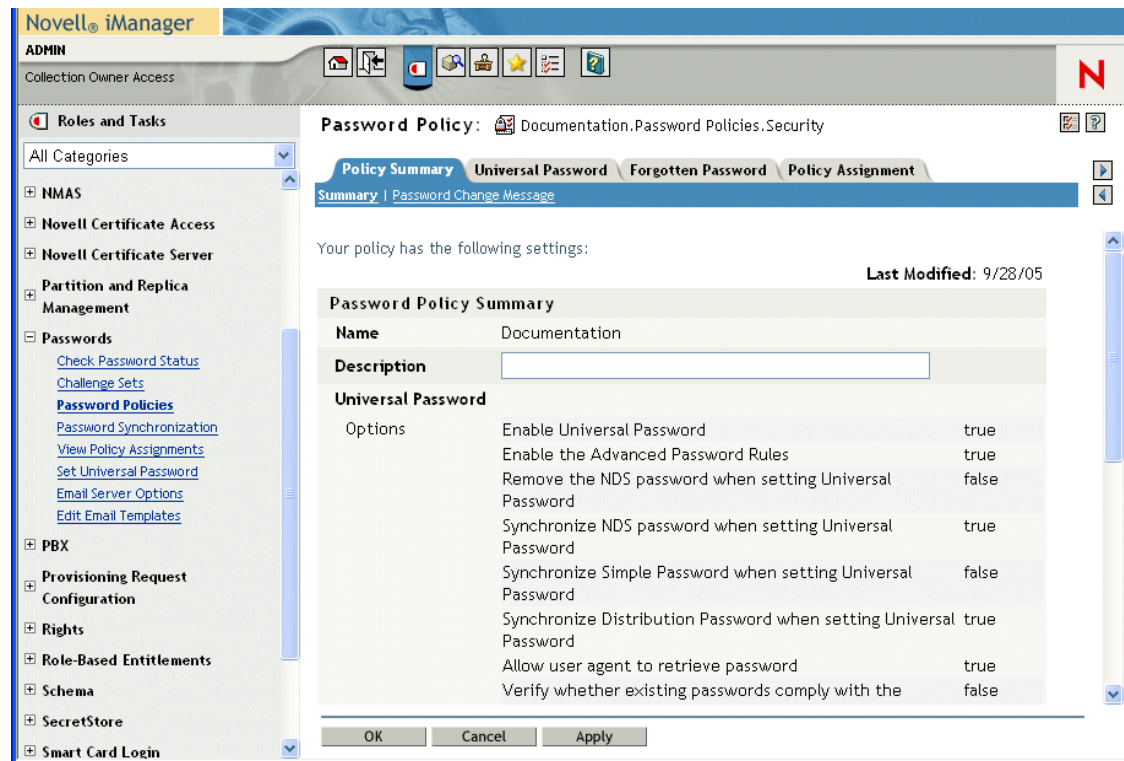 Novell® iManager
ADMIN
Collection Owner Access
N
Roles and Tasks
All Categories
NMAS
Novell Certificate Access
Novell Certificate Server
Partition and Replica
Management
Passwords
Check Password Status
Challenge Sets
Password Policies
Password Synchronization
View Policy Assignments
Set Universal Password
Email Server Options
Edit Email Templates
PBX
Provisioning Request
Configuration
Rights
Role-Based Entitlements
Schema
SecretStore
Smart Card Login
Password Policy: Documentation.Password Policies.Security
Policy Summary Universal Password Forgotten Password Policy Assignment
Summary | Password Change Message
Your policy has the following settings:
Last Modified: 9/28/05
Password Policy Summary
Name Documentation
Description
Universal Password
Options Enable Universal Password true
Enable the Advanced Password Rules true
Remove the NDS password when setting Universal false
Password
Synchronize NDS password when setting Universal true
Password
Synchronize Simple Password when setting Universal false
Password
Synchronize Distribution Password when setting Universal true
Password
Allow user agent to retrieve password true
Verify whether existing passwords comply with the false
OK Cancel Apply